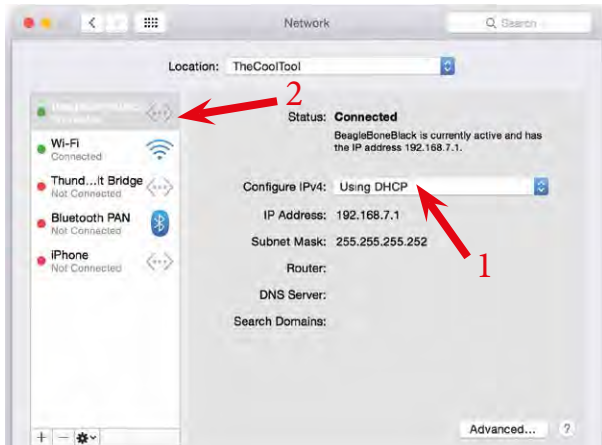 Network
Search
Location: TheCoolTool
2
Status: Connected
BeagleBoneBlack is currently active and has
the IP address 192.168.7.1.
Wi-Fi
Connected
Thund...lt Bridge
Not Connected
Bluetooth PAN
Not Connected
iPhone
Not Connected
Configure IPv4: Using DHCP
IP Address: 192.168.7.1
Subnet Mask: 255.255.255.252
1
Router:
DNS Server:
Search Domains:
Advanced... ?